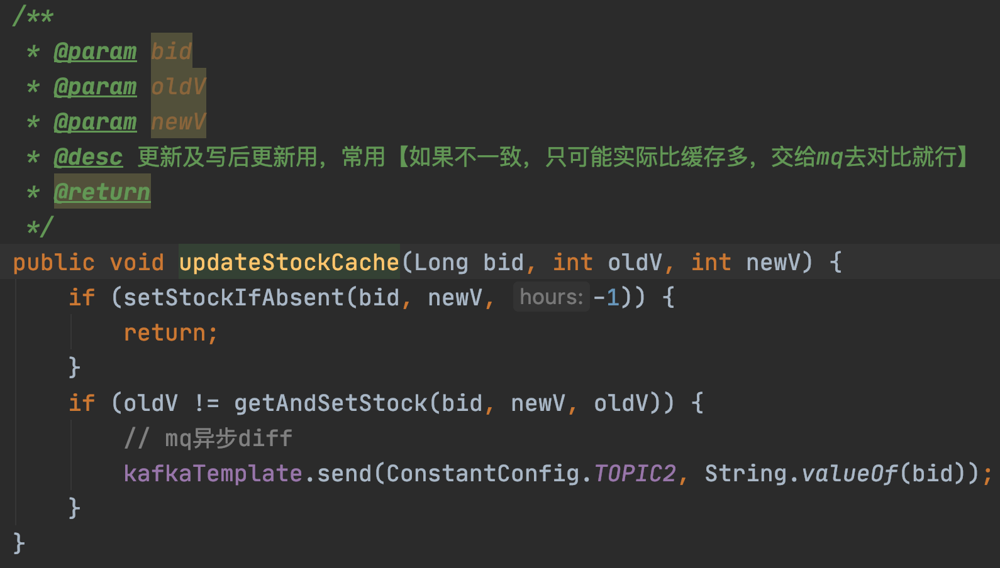 /**
 * @param bid
 * @param oldV
 * @param newV
 * @desc 更新及写后更新用，常用【如果不一致，只可能实际比缓存多，交给mq去对比就行】
 * @return
 */
public void updateStockCache(Long bid, int oldV, int newV) {
    if (setStockIfAbsent(bid, newV, hours: -1)) {
        return;
    }
    if (oldV != getAndSetStock(bid, newV, oldV)) {
        // mq异步diff
        kafkaTemplate.send(ConstantConfig.TOPIC2, String.valueOf(bid));
    }
}